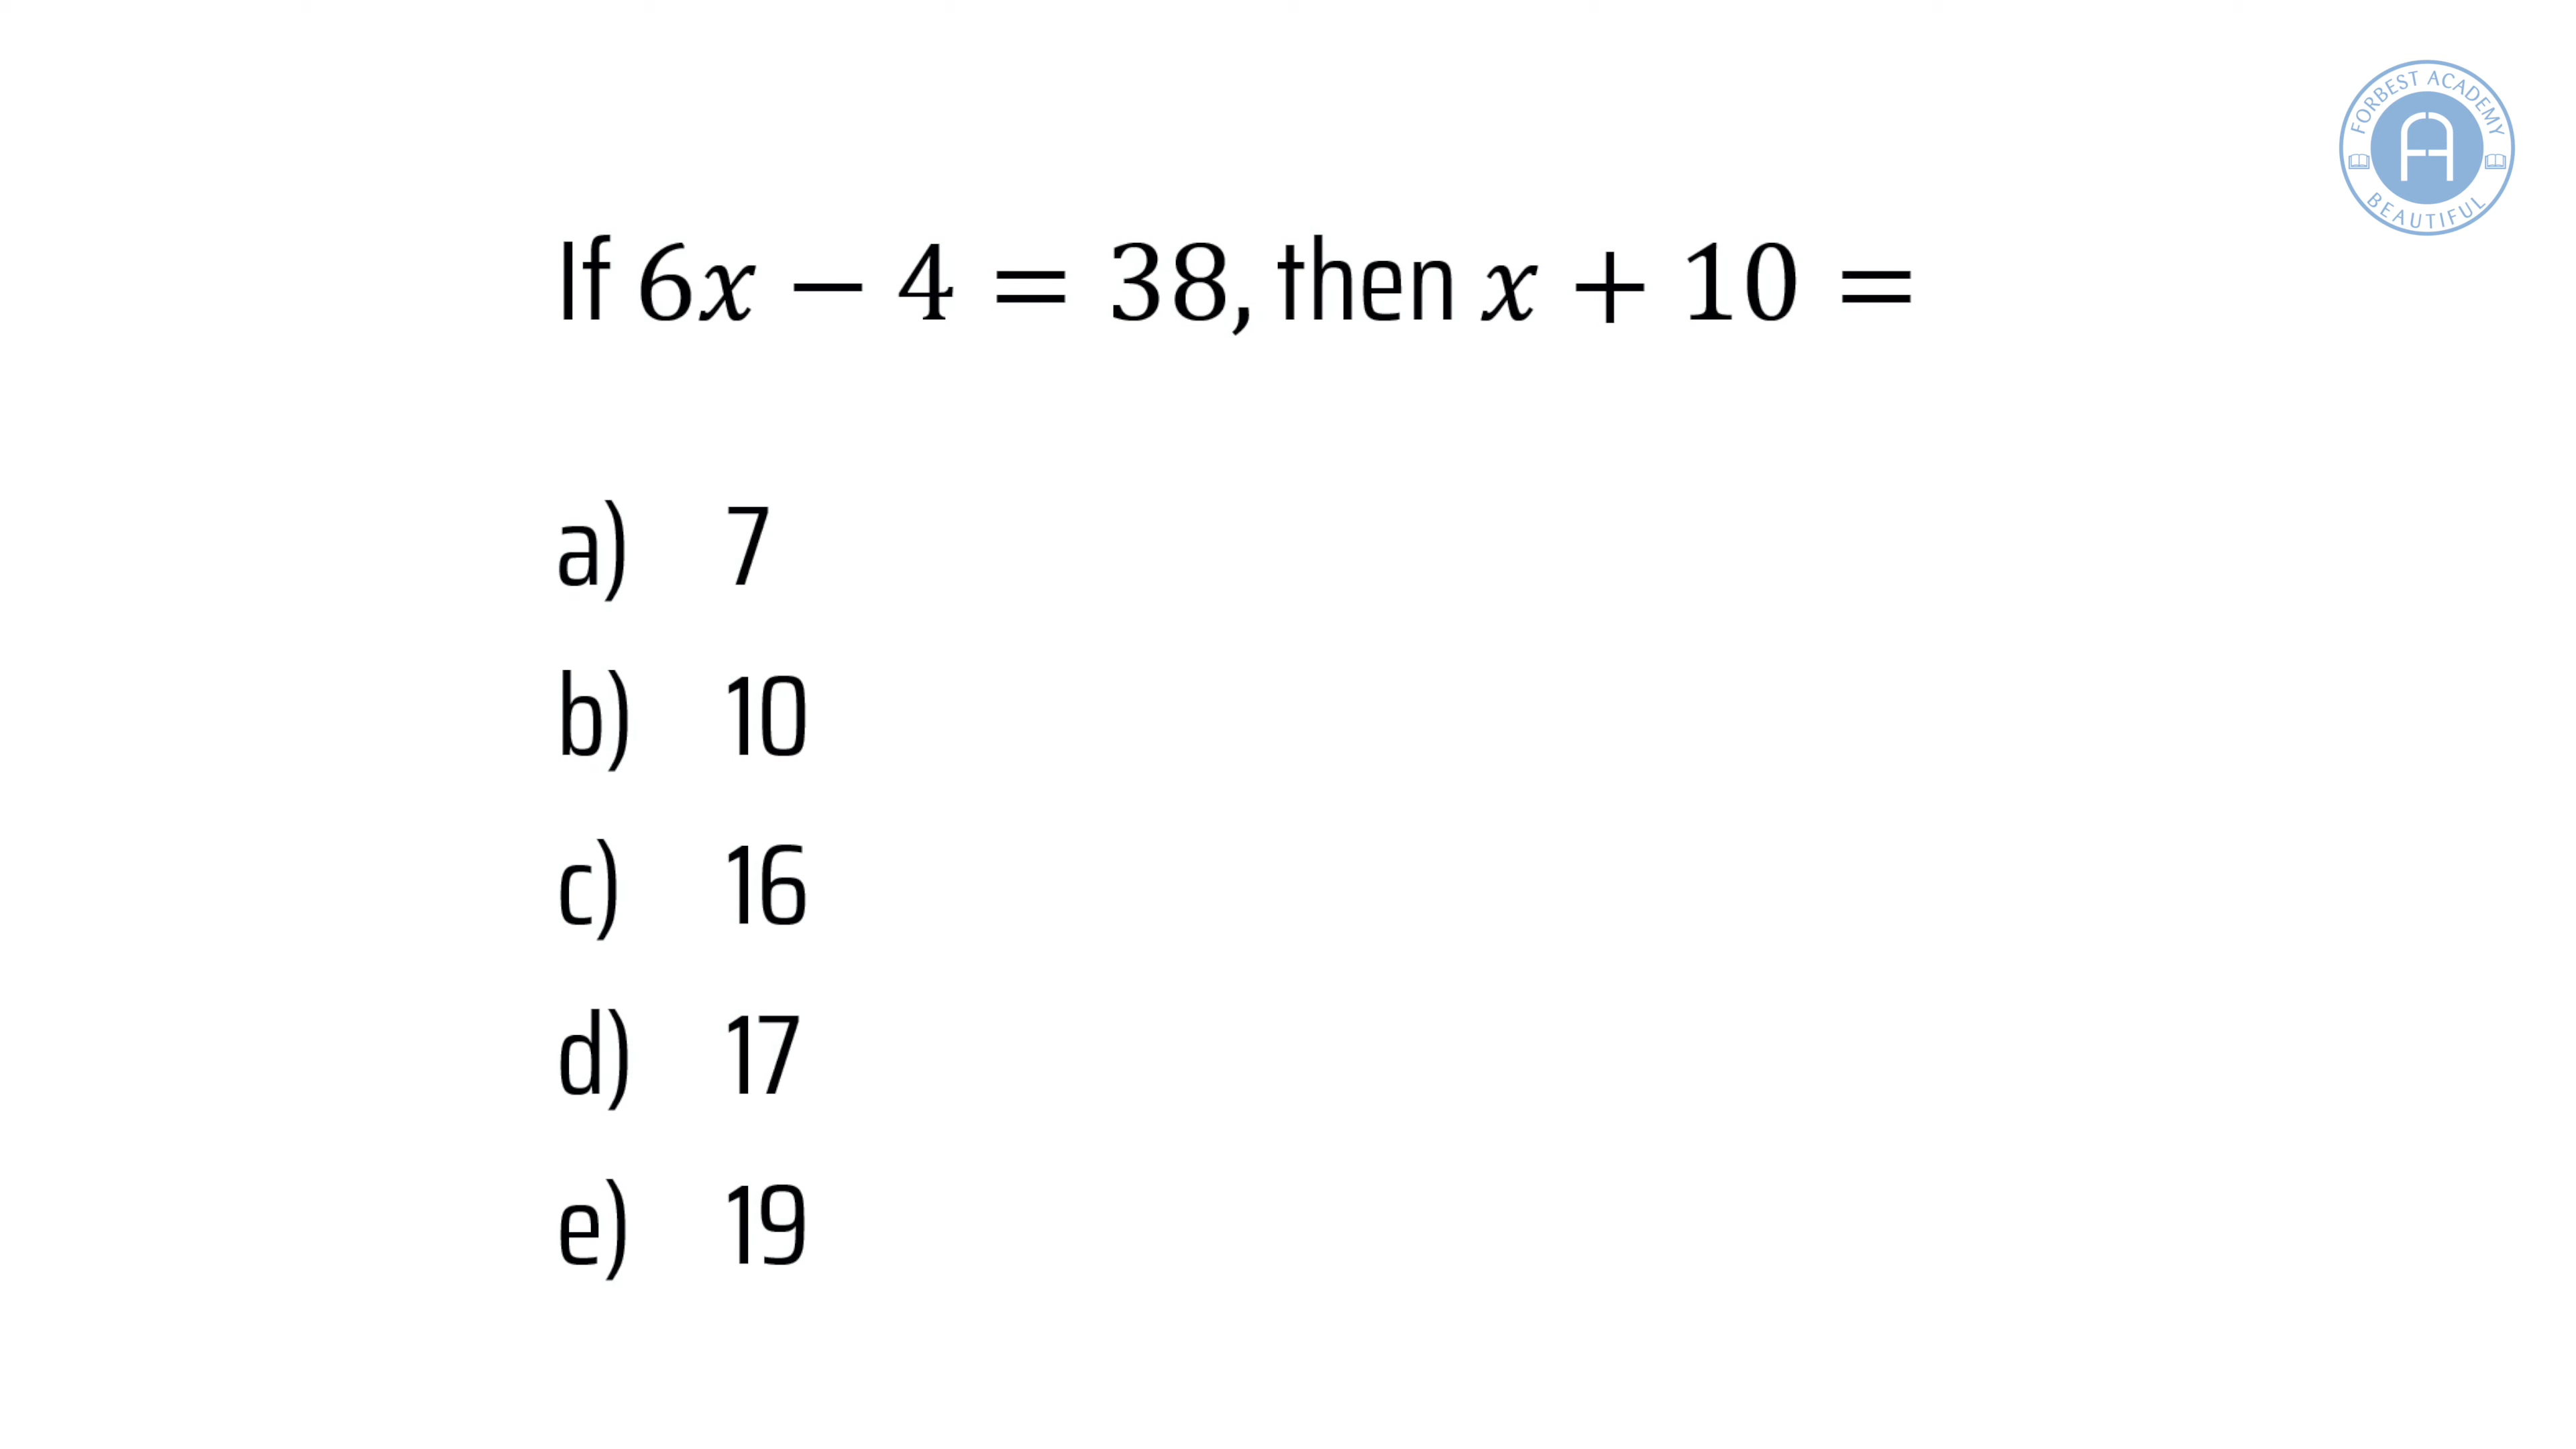 FORBEST ACADEMY
A
BEAUTIFUL
If 6x − 4 = 38, then x + 10 =
a) 7
b) 10
c) 16
d) 17
e) 19